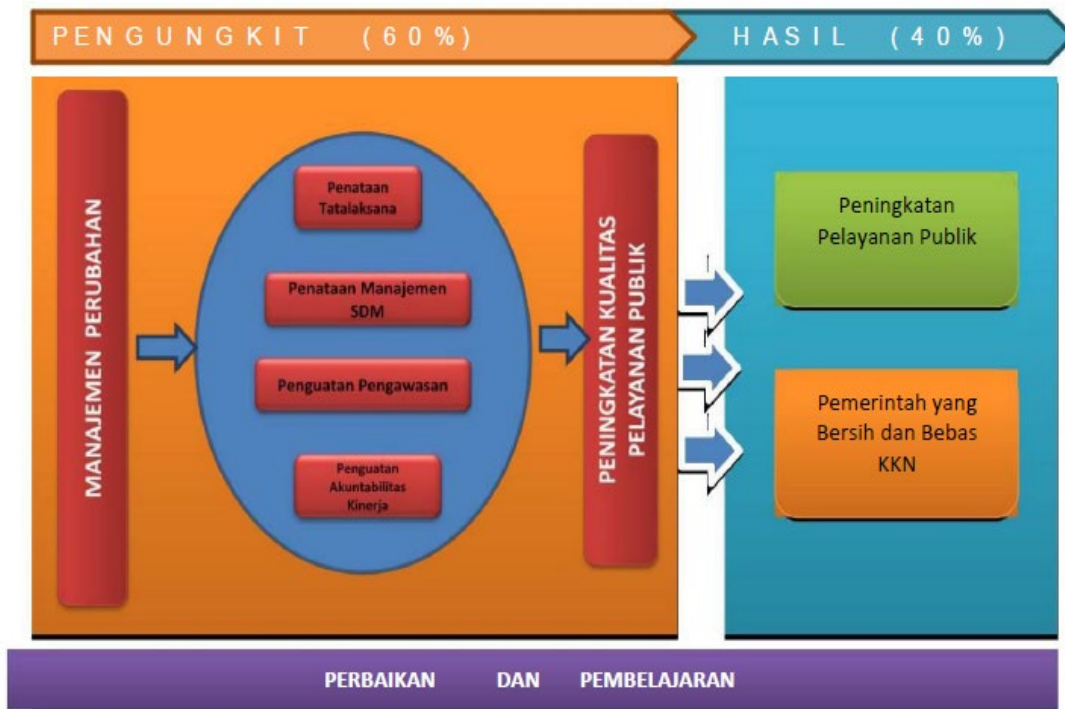 PENGUNGKIT (60%)
HASIL (40%)
MANAJEMEN PERUBAHAN
Penataan
Tatalaksana
Penataan Manajemen
SDM
Penguatan Pengawasan
Penguatan
Akuntabilitas
Kinerja
PENINGKATAN KUALITAS
PELAYANAN PUBLIK
Peningkatan
Pelayanan Publik
Pemerintah yang
Bersih dan Bebas
KKN
PERBAIKAN DAN PEMBELAJARAN